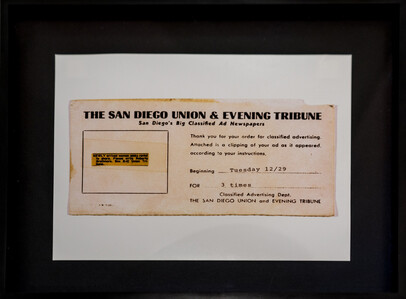 THE SAN DIEGO UNION & EVENING TRIBUNE
San Diego's Big Classified Ad Newspapers
Thank you for your order for classified advertising.
Attached is a clipping of your ad as it appeared,
according to your instructions.
Beginning Tuesday 12/29
FOR 3 times
Classified Advertising Dept.
THE SAN DIEGO UNION and EVENING TRIBUNE